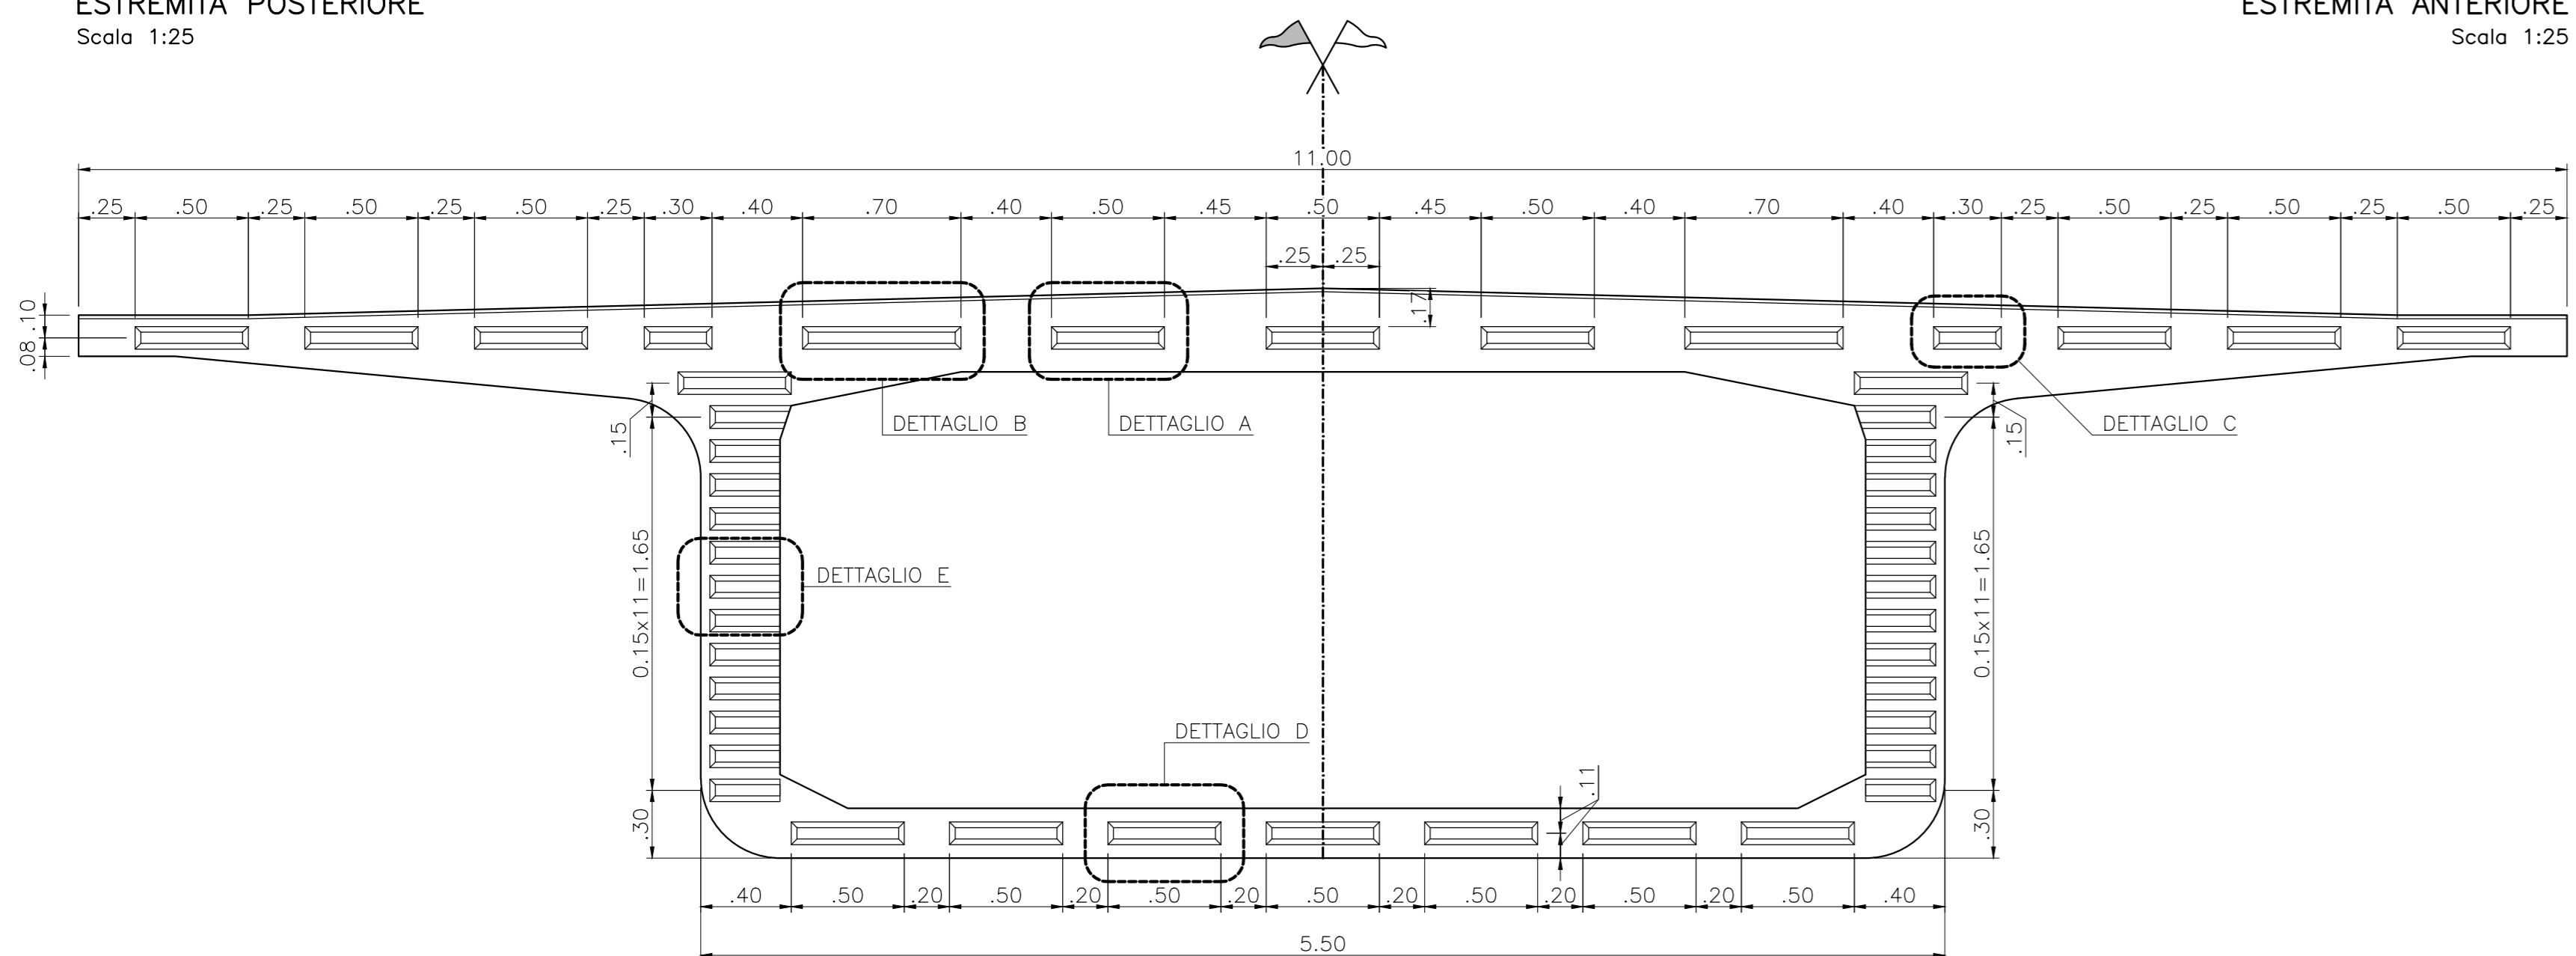 ESTREMITÀ POSTERIORE
ESTREMITÀ ANTERIORE
Scala 1:25
Scala 1:25
11.00
.25 .50 .25 .50 .25 .50 .25 .30 .40 .70 .40 .50 .45 .50 .45 .50 .40 .70 .40 .30 .25 .50 .25 .50 .25 .50 .25
.25 .25
.10
.08
.17
DETTAGLIO B
DETTAGLIO A
DETTAGLIO C
.15
.15
0.15x11=1.65
DETTAGLIO E
0.15x11=1.65
DETTAGLIO D
.11
.30
.30
.40 .50 .20 .50 .20 .50 .20 .50 .20 .50 .20 .50 .20 .50 .40
5.50